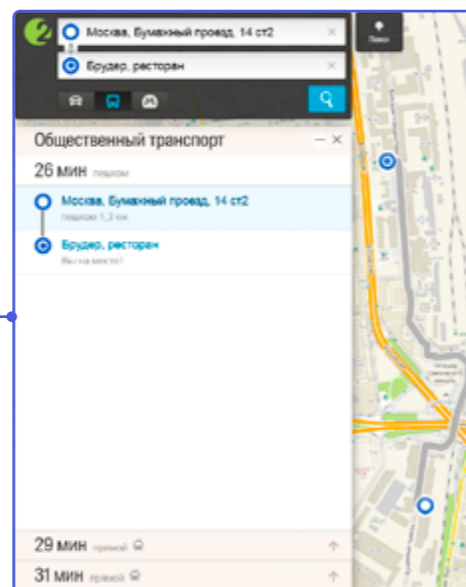 Москва, Бумажный проезд, 14 ст2
Брудер, ресторан
Поиск
Общественный транспорт
26 мин пешком
Москва, Бумажный проезд, 14 ст2
пешком 1,3 км
Брудер, ресторан
Вы на месте!
29 мин прямой
31 мин прямой